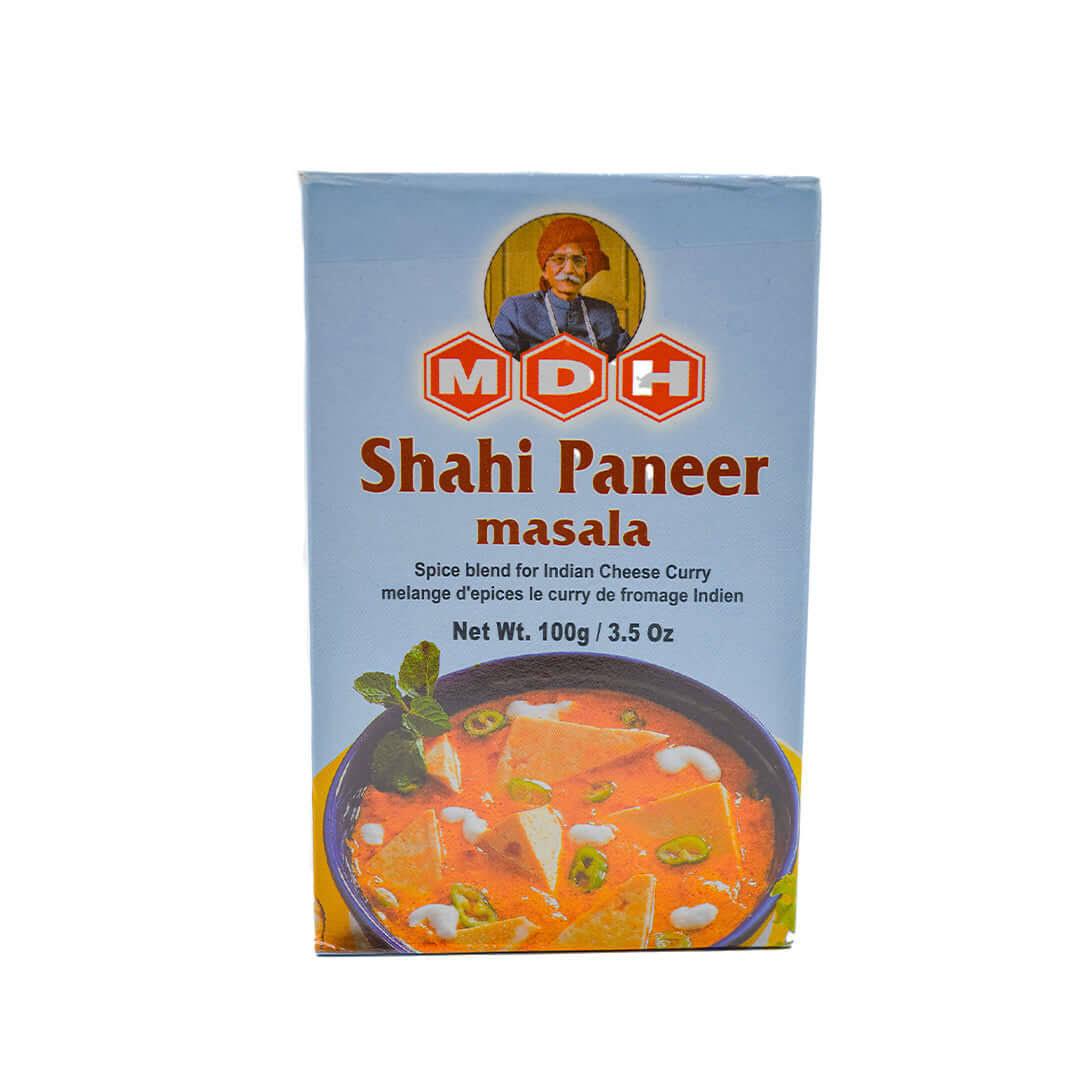 MDH
Shahi Paneer
masala
Spice blend for Indian Cheese Curry
melange d'epices le curry de fromage Indien
Net Wt. 100g / 3.5 Oz